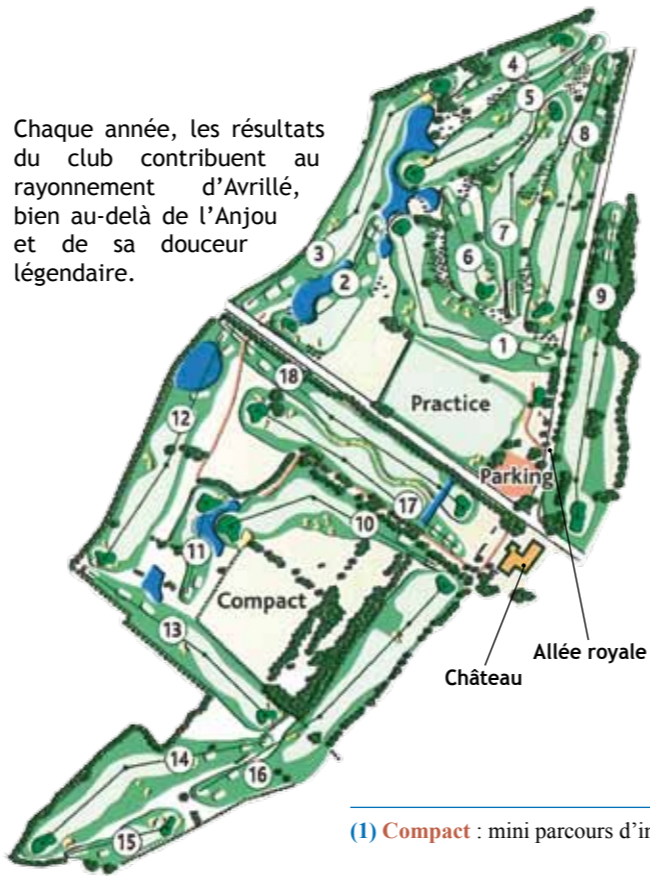 Chaque année, les résultats
du club contribuent au
rayonnement d’Avrillé,
bien au-delà de l’Anjou
et de sa douceur
légendaire.
4
5
8
3
2
7
6
9
1
18
Practice
12
Parking
17
10
11
Compact
13
Allée royale
Château
14
16
15
(1) Compact : mini parcours d’in